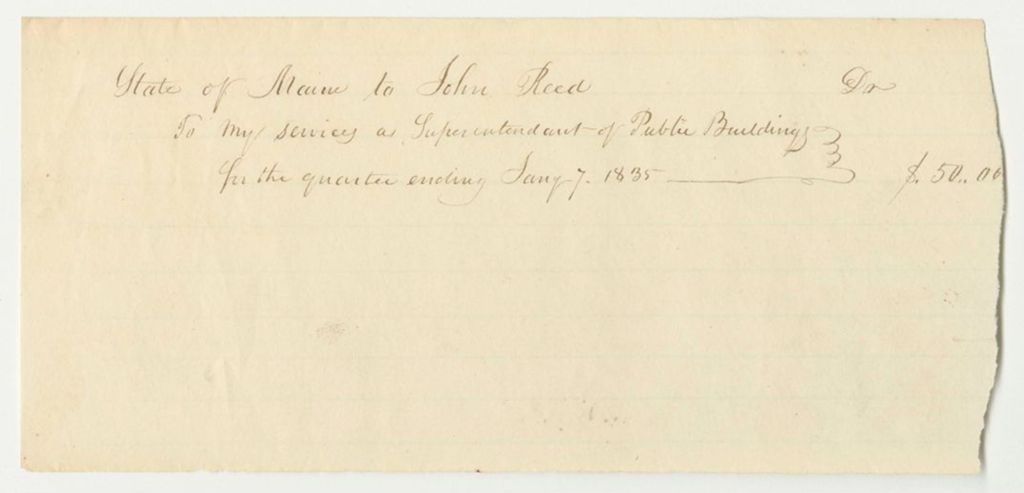 State of Maine to John Reed Dr
To my services as Superintendant of Public Buildings
for the quarter ending Jany 7. 1835 $. 50..00